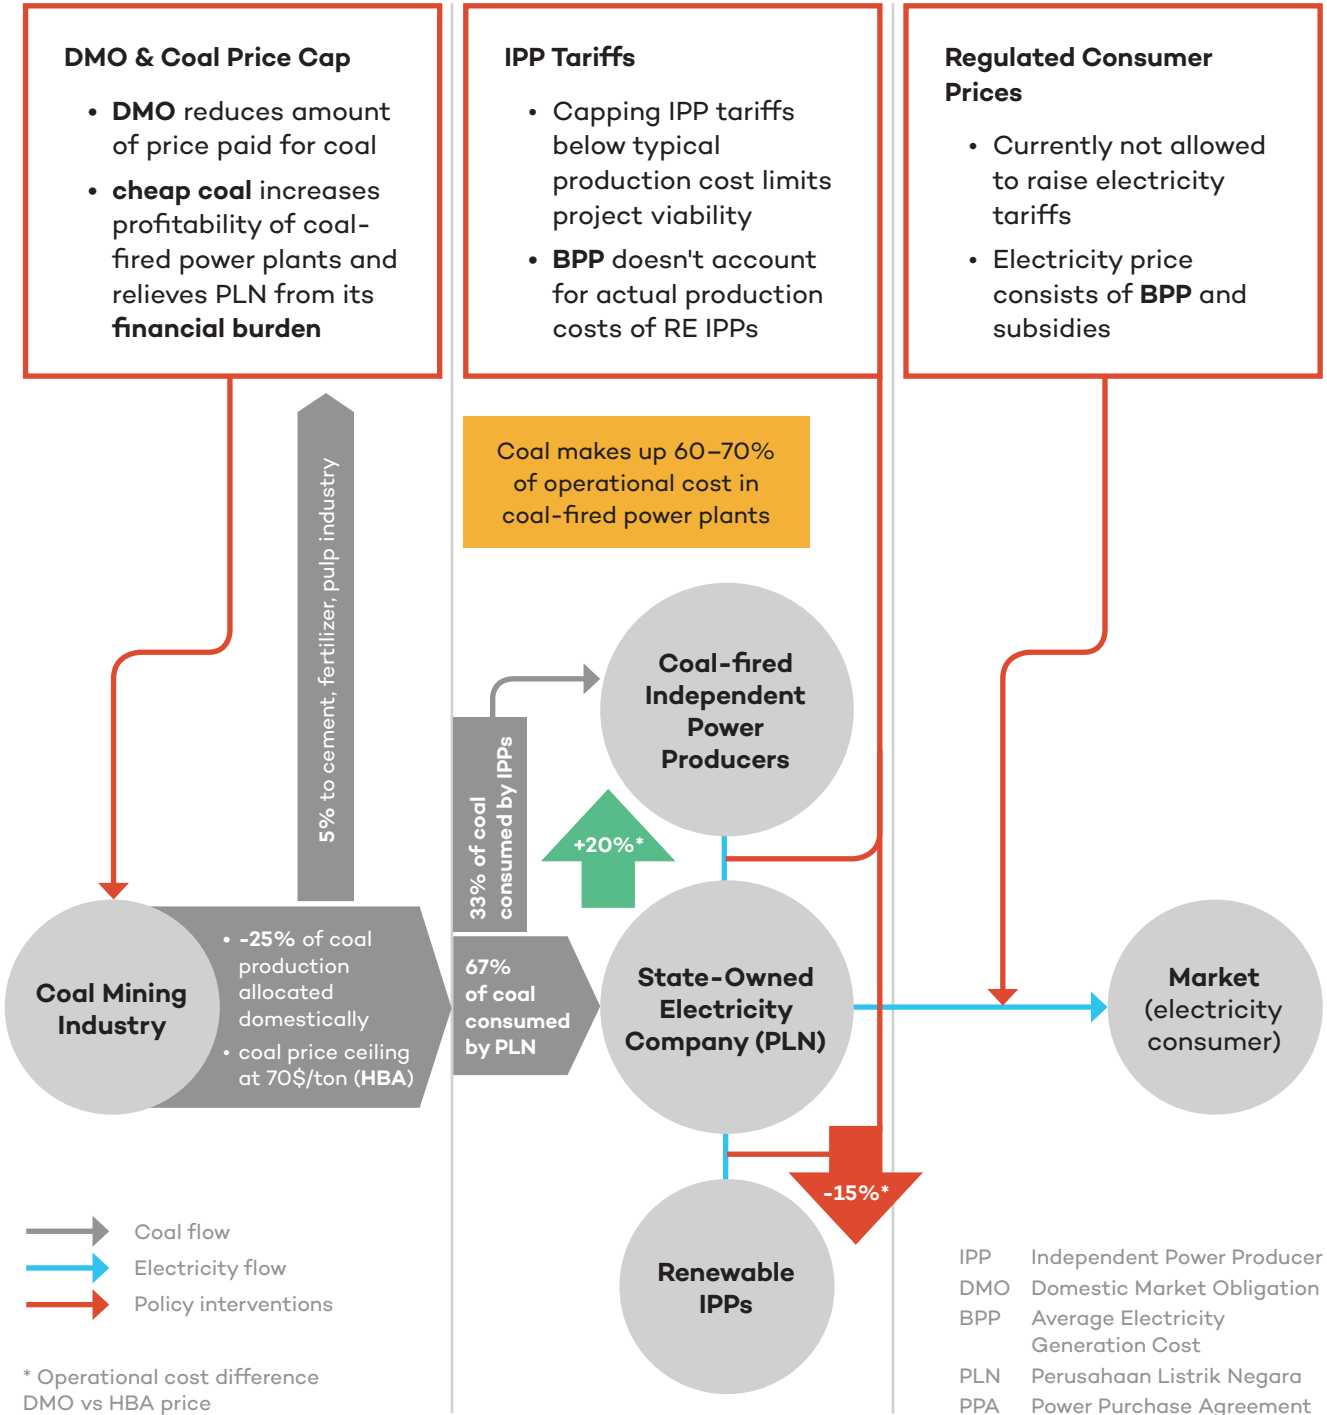 DMO & Coal Price Cap
• DMO reduces amount
of price paid for coal
• cheap coal increases
profitability of coal-
fired power plants and
relieves PLN from its
financial burden
IPP Tariffs
• Capping IPP tariffs
below typical
production cost limits
project viability
• BPP doesn't account
for actual production
costs of RE IPPs
Regulated Consumer
Prices
• Currently not allowed
to raise electricity
tariffs
• Electricity price
consists of BPP and
subsidies
Coal makes up 60–70%
of operational cost in
coal-fired power plants
5% to cement, fertilizer, pulp industry
Coal-fired
Independent
Power
Producers
33% of coal
consumed by IPPs
+20%*
Coal Mining
Industry
• -25% of coal
production
allocated
domestically
• coal price ceiling
at 70$/ton (HBA)
67%
of coal
consumed
by PLN
State-Owned
Electricity
Company (PLN)
Market
(electricity
consumer)
-15%*
Renewable
IPPs
Coal flow
Electricity flow
Policy interventions
* Operational cost difference
DMO vs HBA price
IPP Independent Power Producer
DMO Domestic Market Obligation
BPP Average Electricity
Generation Cost
PLN Perusahaan Listrik Negara
PPA Power Purchase Agreement